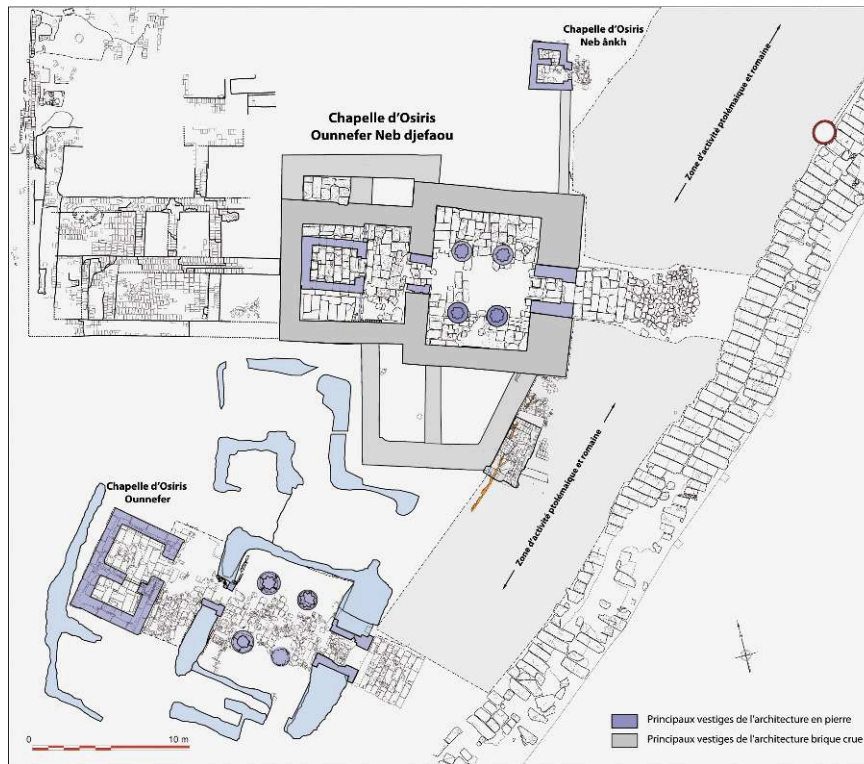 Chapelle d'Osiris
Neb ânkh
Chapelle d'Osiris
Ounnefer Neb djefaou
Zone d'activité ptolémaïque et romaine
Zone d'activité ptolémaïque et romaine
Chapelle d'Osiris
Ounnefer
0 10 m
Principaux vestiges de l'architecture en pierre
Principaux vestiges de l'architecture brique crue